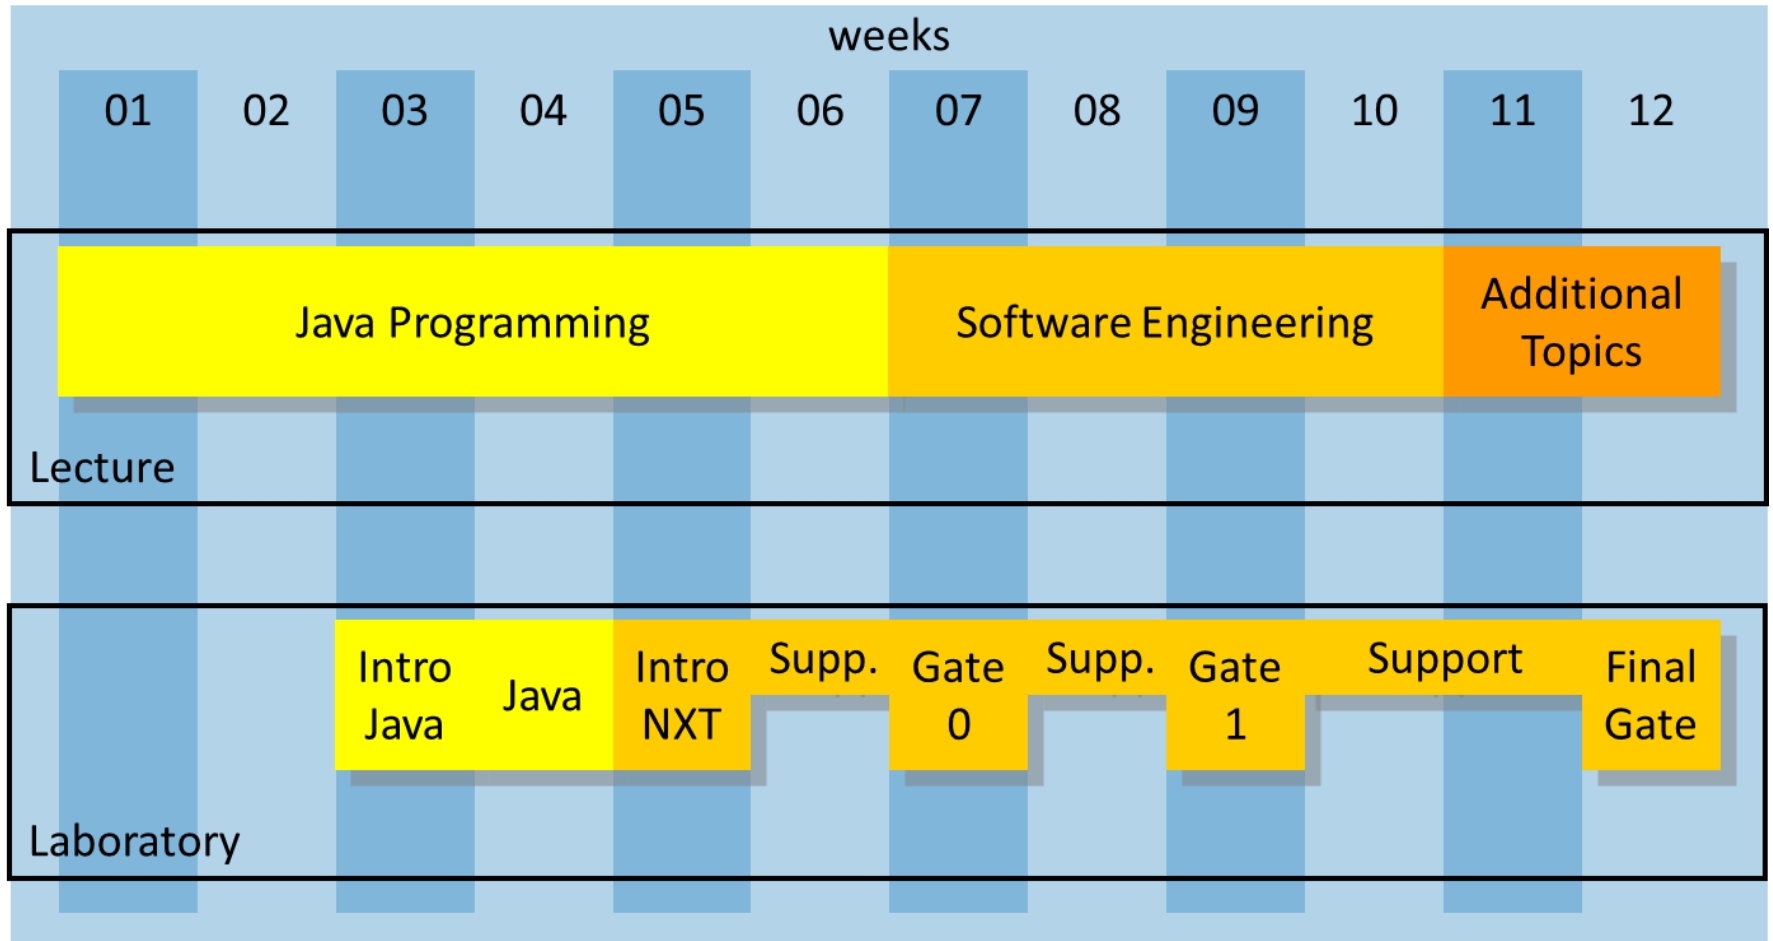 weeks
01 02 03 04 05 06 07 08 09 10 11 12
Java Programming
Software Engineering
Additional
Topics
Lecture
Intro
Java
Java
Intro
NXT
Supp.
Gate
0
Supp.
Gate
1
Support
Final
Gate
Laboratory